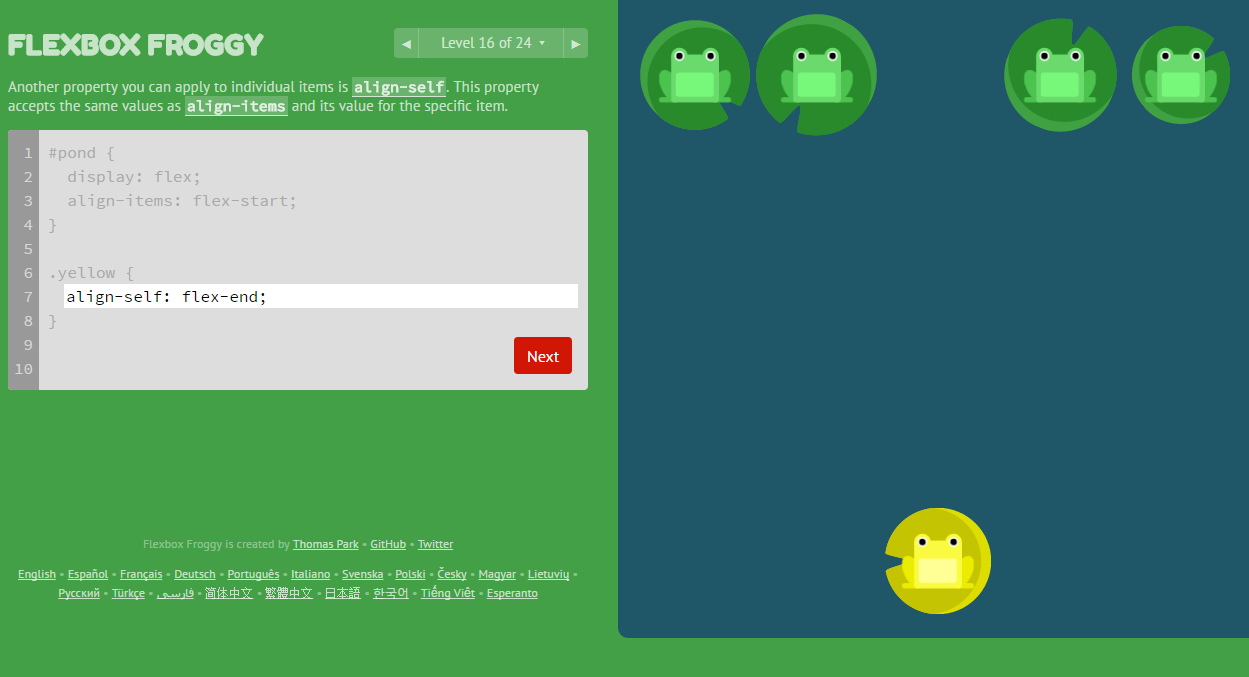 FLEXBOX FROGGY
◀ Level 16 of 24 ▾ ▶
Another property you can apply to individual items is align-self. This property
accepts the same values as align-items and its value for the specific item.
1 #pond {
2 display: flex;
3 align-items: flex-start;
4 }
5
6 .yellow {
7 align-self: flex-end;
8 }
9
10
Next
Flexbox Froggy is created by Thomas Park • GitHub • Twitter
English • Español • Français • Deutsch • Português • Italiano • Svenska • Polski • Česky • Magyar • Lietuvių •
Русский • Türkçe • فارسی • 简体中文 • 繁體中文 • 日本語 • 한국어 • Tiếng Việt • Esperanto